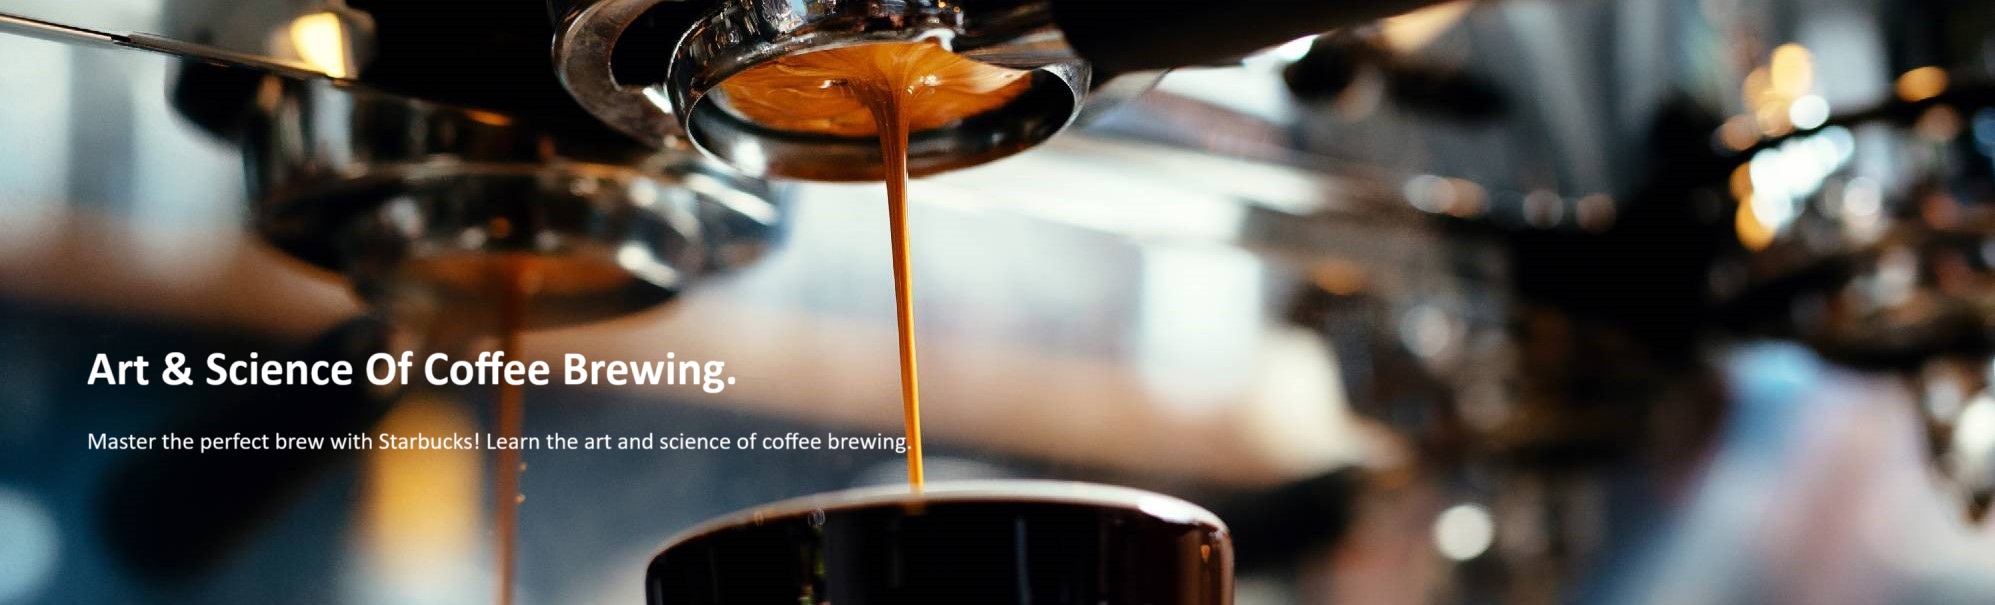 Art & Science Of Coffee Brewing.
Master the perfect brew with Starbucks! Learn the art and science of coffee brewing.